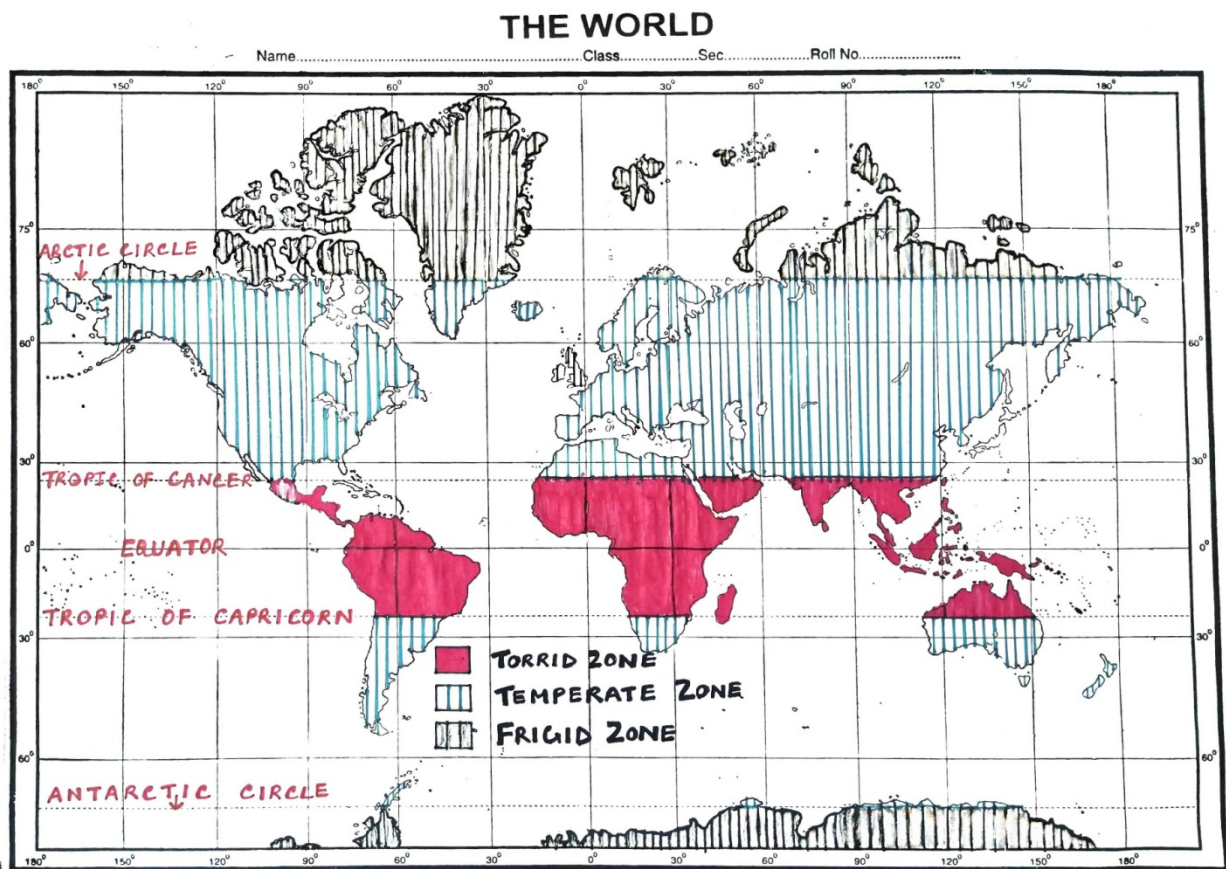 THE WORLD
Name.......... Class.......... Sec.......... Roll No..........
180° 150° 120° 90° 60° 30° 0° 30° 60° 90° 120° 150° 180°
75° 75°
ARCTIC CIRCLE
60° 60°
30° 30°
TROPIC OF CANCER
EQUATOR
0° 0°
TROPIC OF CAPRICORN
30° 30°
TORRID ZONE
TEMPERATE ZONE
FRIGID ZONE
60° 60°
ANTARCTIC CIRCLE
180° 150° 120° 90° 60° 30° 0° 30° 60° 90° 120° 150° 180°